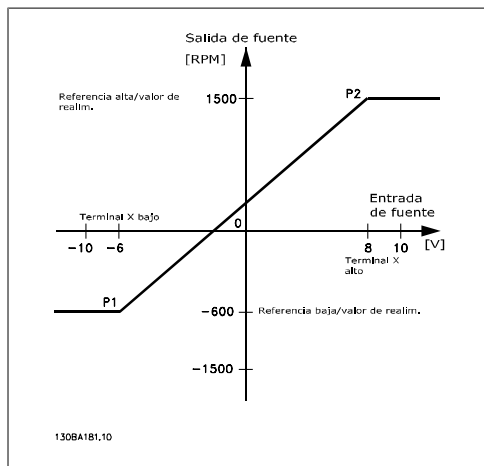 Salida de fuente
[RPM]
Referencia alta/valor de
realim.
1500
P2
Entrada
de fuente
[V]
Terminal X bajo
0
-10
-6
8
10
Terminal X
alto
P1
-600
Referencia baja/valor de realim.
-1500
130BA181.10